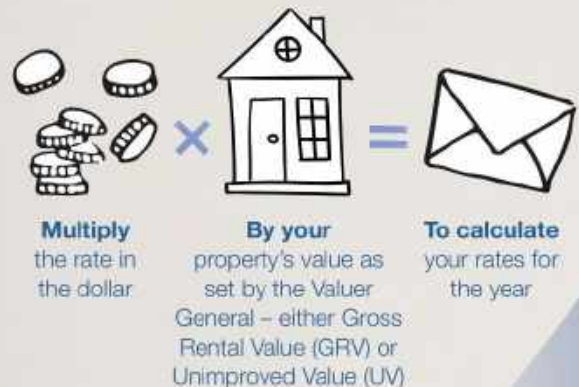 Multiply
the rate in
the dollar
×
By your
property's value as
set by the Valuer
General – either Gross
Rental Value (GRV) or
Unimproved Value (UV)
=
To calculate
your rates for
the year